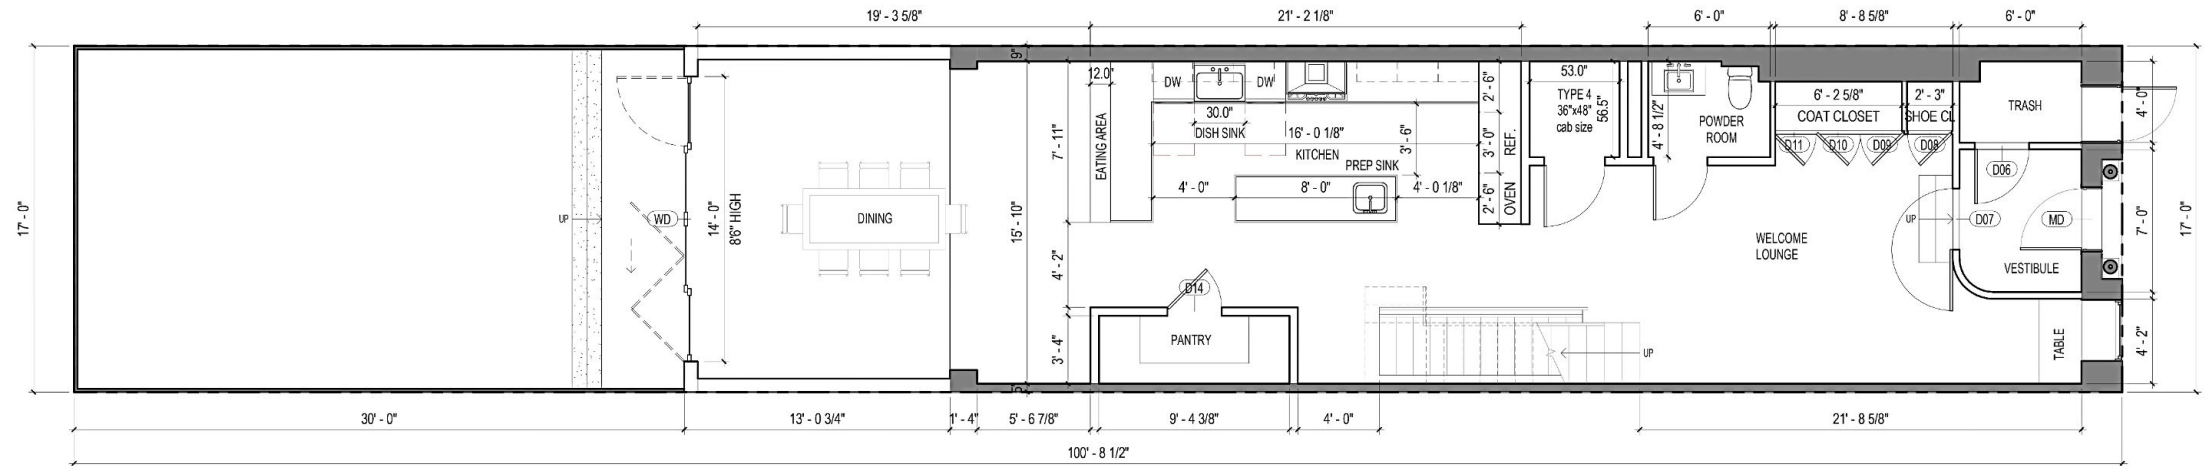 19' - 3 5/8"
21' - 2 1/8"
6' - 0"
8' - 8 5/8"
6' - 0"
17' - 0"
UP
WD
14' - 0"
8'6" HIGH
DINING
9"
15' - 10"
5"
12.0"
EATING AREA
7' - 11"
4' - 2"
3' - 4"
DW
DW
30.0"
DISH SINK
16' - 0 1/8"
KITCHEN
PREP SINK
3' - 6"
4' - 0"
8' - 0"
4' - 0 1/8"
2' - 6"
3' - 0"
2' - 6"
REF.
OVEN
53.0"
TYPE 4
36"x48"
cab size
56.5"
4' - 8 1/2"
POWDER
ROOM
6' - 2 5/8"
COAT CLOSET
2' - 3"
SHOE CL
D11
D10
D09
D08
TRASH
D06
UP
D07
MD
WELCOME
LOUNGE
VESTIBULE
TABLE
4' - 0"
7' - 0"
4' - 2"
17' - 0"
D14
PANTRY
UP
30' - 0"
13' - 0 3/4"
1' - 4"
5' - 6 7/8"
9' - 4 3/8"
4' - 0"
21' - 8 5/8"
100' - 8 1/2"